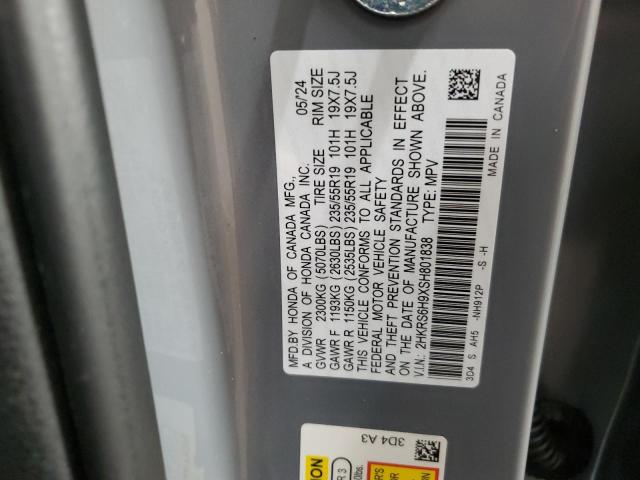 MFD.BY HONDA OF CANADA MFG., 05/'24
A DIVISION OF HONDA CANADA INC.
GVWR 2300KG (5070LBS) TIRE SIZE RIM SIZE
GAWR F 1193KG (2630LBS) 235/55R19 101H 19X7.5J
GAWR R 1150KG (2535LBS) 235/55R19 101H 19X7.5J
THIS VEHICLE CONFORMS TO ALL APPLICABLE
FEDERAL MOTOR VEHICLE SAFETY
AND THEFT PREVENTION STANDARDS IN EFFECT
ON THE DATE OF MANUFACTURE SHOWN ABOVE.
V.I.N.: 2HKRS6H9XSH801838 TYPE: MPV
3D4 S AH5 -NH912P -S -H MADE IN CANADA
3D4 A3